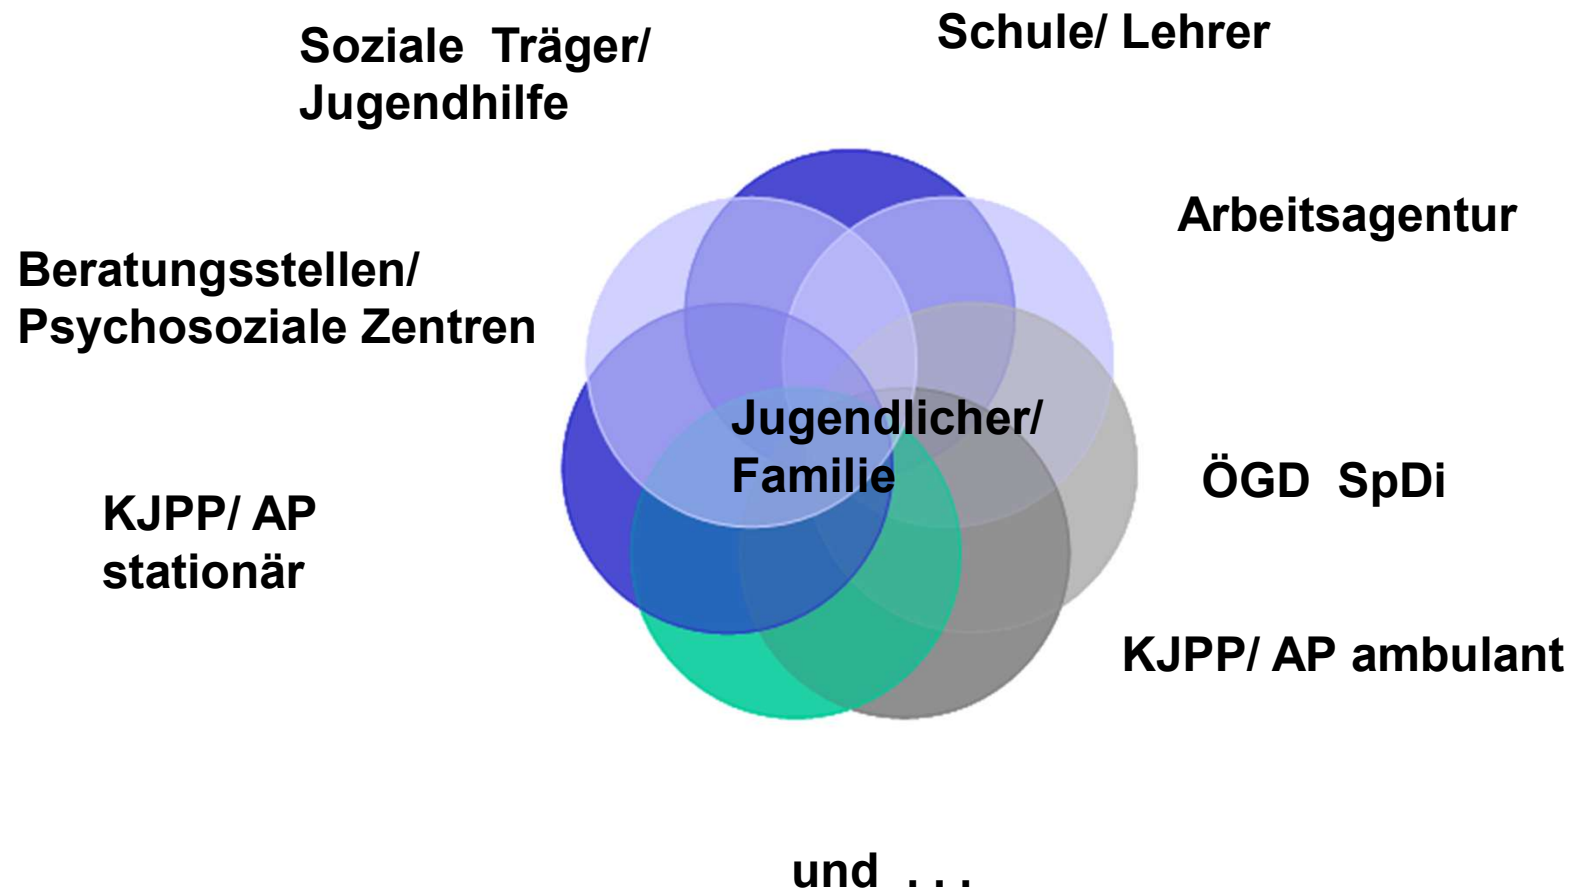 Soziale Träger/
Jugendhilfe
Schule/ Lehrer
Arbeitsagentur
Beratungsstellen/
Psychosoziale Zentren
Jugendlicher/
Familie
ÖGD SpDi
KJPP/ AP
stationär
KJPP/ AP ambulant
und . . .